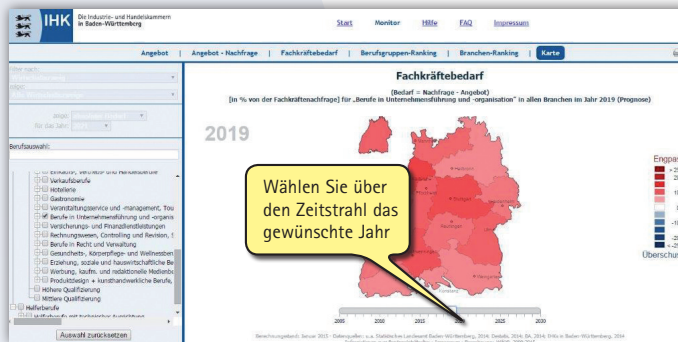 IHK
Die Industrie- und Handelskammern
in Baden-Württemberg
Start Monitor Hilfe FAQ Impressum
Angebot | Angebot - Nachfrage | Fachkräftebedarf | Berufsgruppen-Ranking | Branchen-Ranking | Karte
Fachkräftebedarf
(Bedarf = Nachfrage - Angebot)
[in % von der Fachkräftenachfrage] für „Berufe in Unternehmensführung und -organisation" in allen Branchen im Jahr 2019 (Prognose)
für das Jahr:
2019
Berufsauswahl:
Verkaufsberufe
Hotellerie
Gastronomie
Veranstaltungsservice und -management, Tou
Berufe in Unternehmensführung und -organis
Versicherungs- und Finanzdienstleistungen
Rechnungswesen, Controlling und Revision, S
Berufe in Recht und Verwaltung
Gesundheits-, Körperpflege- und Wellnessber
Erziehung, soziale und hauswirtschaftliche Be
Werbung, kaufm. und redaktionelle Medienbe
Produktdesign + kunsthandwerkliche Berufe,
Höhere Qualifizierung
Mittlere Qualifizierung
Helferberufe
Auswahl zurücksetzen
Wählen Sie über
den Zeitstrahl das
gewünschte Jahr
Engpas
Überschus
2005 2010 2015 2020 2025 2030